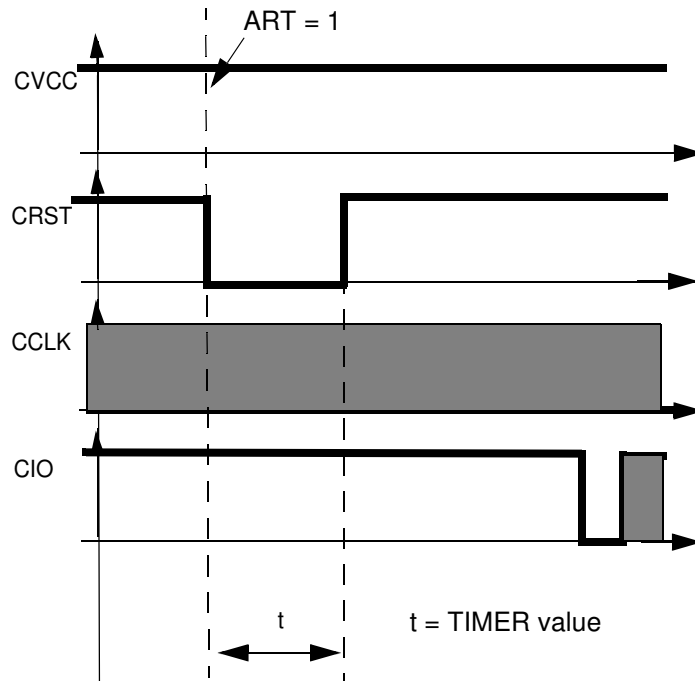 ART = 1
CVCC
CRST
CCLK
CIO
t
t = TIMER value